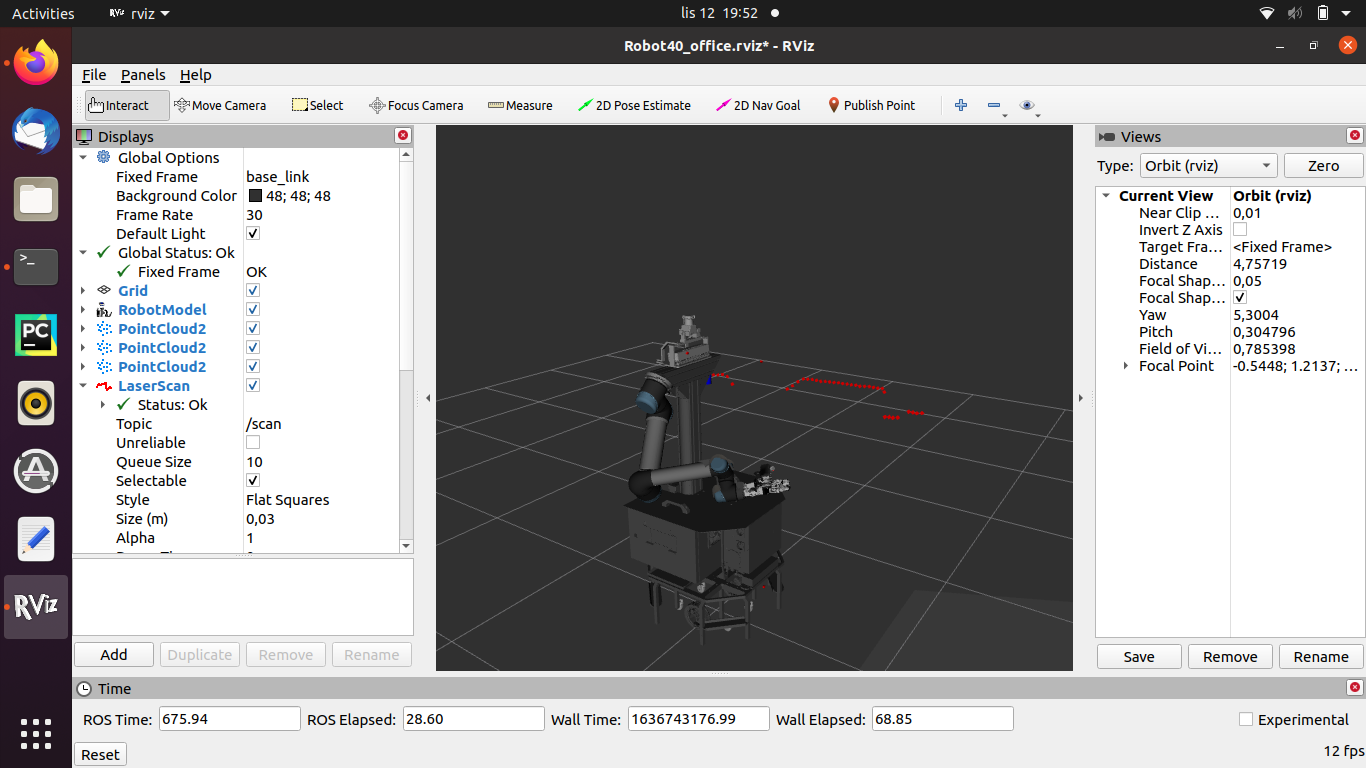 Activities RViz rviz lis 12 19:52
Robot40_office.rviz* - RViz
File Panels Help
Interact Move Camera Select Focus Camera Measure 2D Pose Estimate 2D Nav Goal Publish Point
Displays
Global Options
Fixed Frame base_link
Background Color 48; 48; 48
Frame Rate 30
Default Light
Global Status: Ok
Fixed Frame OK
Grid
RobotModel
PointCloud2
PointCloud2
PointCloud2
LaserScan
Status: Ok
Topic /scan
Unreliable
Queue Size 10
Selectable
Style Flat Squares
Size (m) 0,03
Alpha 1
Add Duplicate Remove Rename
Views
Type: Orbit (rviz) Zero
Current View Orbit (rviz)
Near Clip ... 0,01
Invert Z Axis
Target Fra... <Fixed Frame>
Distance 4,75719
Focal Shap... 0,05
Focal Shap...
Yaw 5,3004
Pitch 0,304796
Field of Vi... 0,785398
Focal Point -0.5448; 1.2137; ...
Save Remove Rename
PC
RViz
Time
ROS Time: 675.94 ROS Elapsed: 28.60 Wall Time: 1636743176.99 Wall Elapsed: 68.85 Experimental
Reset 12 fps